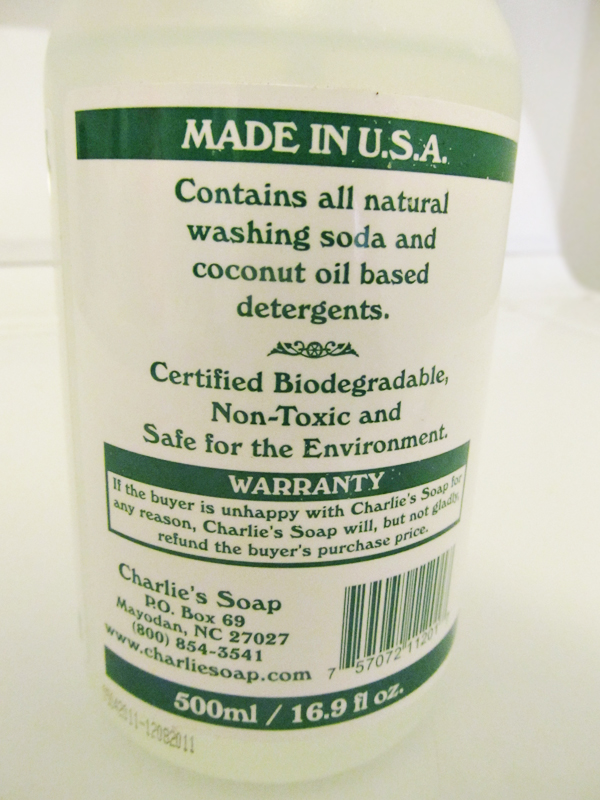 MADE IN U.S.A.
Contains all natural
washing soda and
coconut oil based
detergents.
Certified Biodegradable,
Non-Toxic and
Safe for the Environment.
WARRANTY
If the buyer is unhappy with Charlie's Soap for
any reason, Charlie's Soap will, but not gladly,
refund the buyer's purchase price.
Charlie's Soap
P.O. Box 69
Mayodan, NC 27027
(800) 854-3541
www.charliesoap.com
7 57072 11201
500ml / 16.9 fl oz.